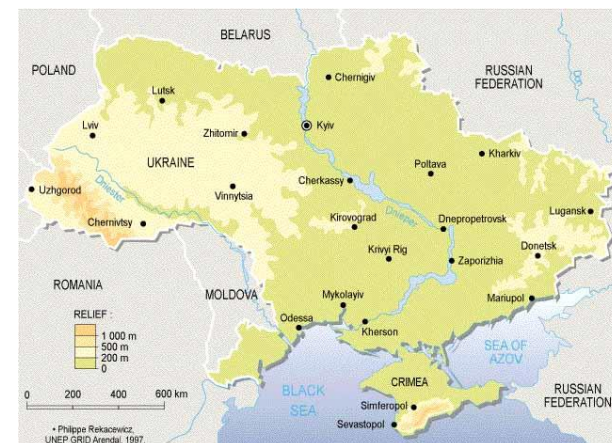 BELARUS
POLAND
RUSSIAN
FEDERATION
Don
Chernigiv
Lutsk
Lviv
Zhitomir
Kyiv
Kharkiv
Poltava
UKRAINE
Cherkassy
Uzhgorod
Dniester
Vinnytsia
Dnieper
Lugansk
Chernivtsy
Kirovograd
Dnepropetrovsk
Donetsk
Kriviy Rig
Zaporizhia
ROMANIA
MOLDOVA
Mykolayiv
Mariupol
RELIEF :
1 000 m
500 m
200 m
0
Odessa
Kherson
SEA OF
AZOV
0 200 400 600 km
BLACK
SEA
CRIMEA
Simferopol
Sevastopol
RUSSIAN
FEDERATION
• Philippe Rekacewicz,
UNEP GRID Arendal, 1997.